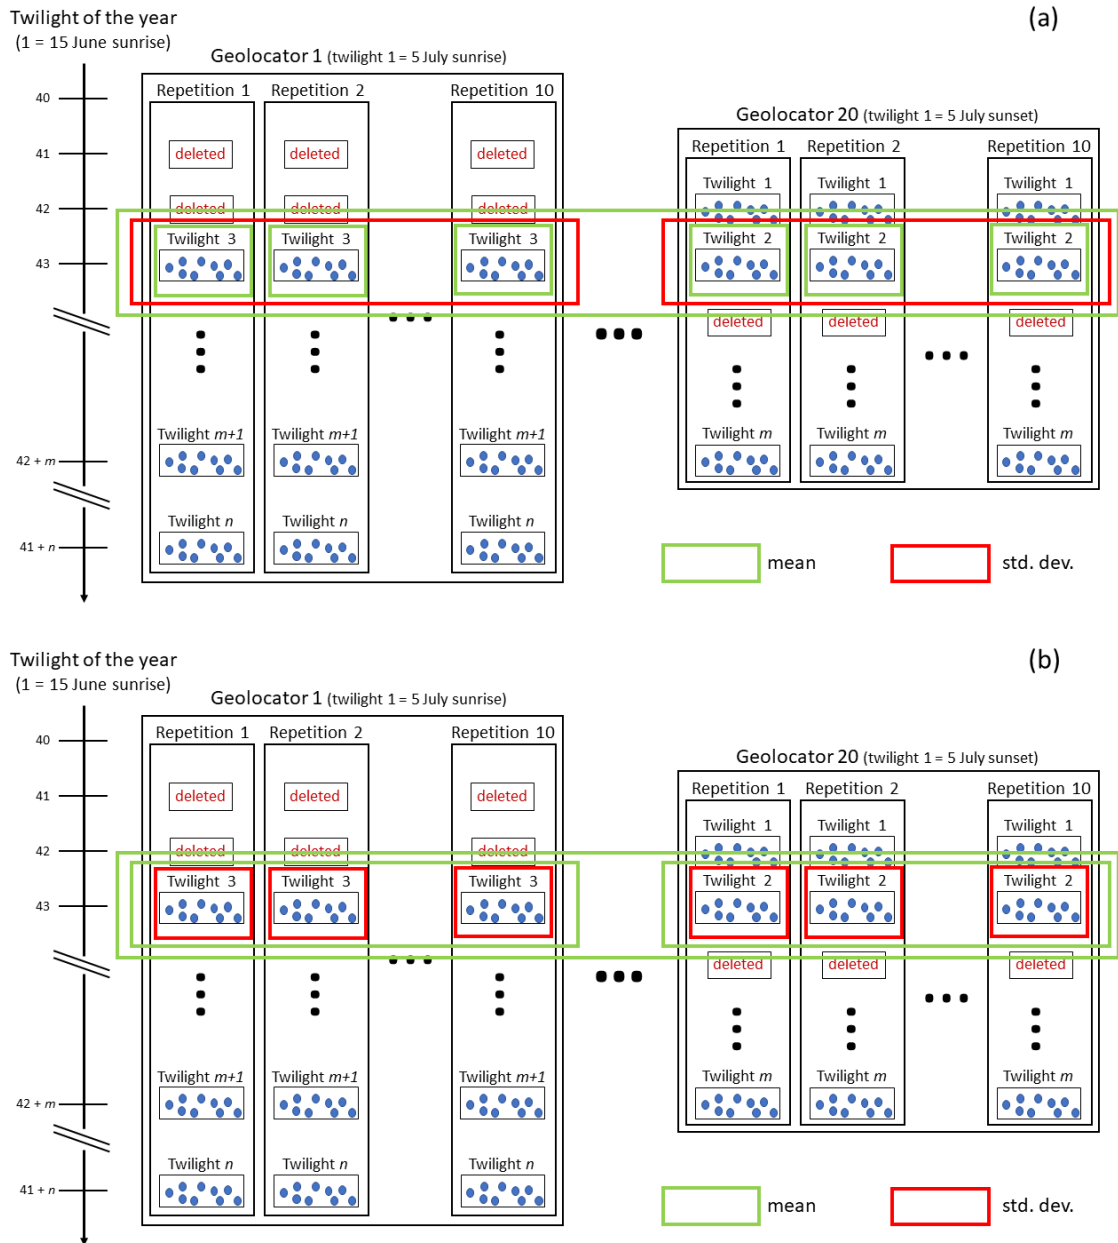 Twilight of the year
(1 = 15 June sunrise)
(a)
Geolocator 1 (twilight 1 = 5 July sunrise)
Repetition 1
Repetition 2
Repetition 10
40
Geolocator 20 (twilight 1 = 5 July sunset)
Repetition 1
Repetition 2
Repetition 10
41
deleted
deleted
deleted
Twilight 1
Twilight 1
Twilight 1
42
deleted
deleted
deleted
Twilight 3
Twilight 3
Twilight 3
Twilight 2
Twilight 2
Twilight 2
43
deleted
deleted
deleted
Twilight m+1
Twilight m+1
Twilight m+1
Twilight m
Twilight m
Twilight m
42 + m
Twilight n
Twilight n
Twilight n
41 + n
mean
std. dev.
Twilight of the year
(1 = 15 June sunrise)
(b)
Geolocator 1 (twilight 1 = 5 July sunrise)
Repetition 1
Repetition 2
Repetition 10
40
Geolocator 20 (twilight 1 = 5 July sunset)
Repetition 1
Repetition 2
Repetition 10
41
deleted
deleted
deleted
Twilight 1
Twilight 1
Twilight 1
42
deleted
deleted
deleted
Twilight 3
Twilight 3
Twilight 3
Twilight 2
Twilight 2
Twilight 2
43
deleted
deleted
deleted
Twilight m+1
Twilight m+1
Twilight m+1
Twilight m
Twilight m
Twilight m
42 + m
Twilight n
Twilight n
Twilight n
41 + n
mean
std. dev.